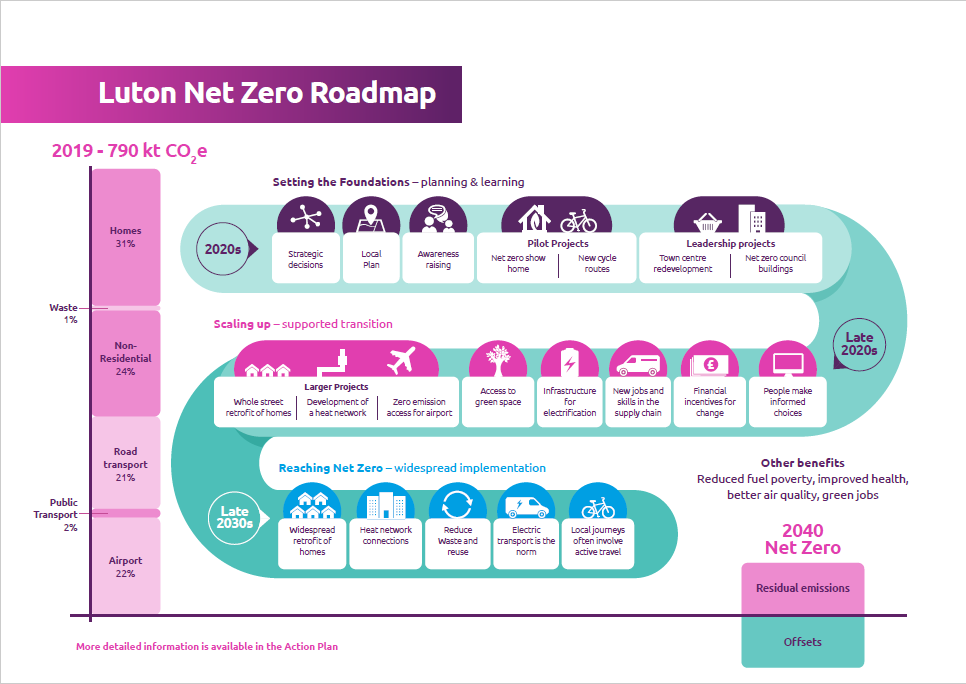 Luton Net Zero Roadmap
2019 - 790 kt CO2e
Homes
31%
Waste
1%
Non-
Residential
24%
Road
transport
21%
Public
Transport
2%
Airport
22%
Setting the Foundations – planning & learning
2020s
Strategic
decisions
Local
Plan
Awareness
raising
Pilot Projects
Net zero show
home
New cycle
routes
Leadership projects
Town centre
redevelopment
Net zero council
buildings
Late
2020s
Scaling up – supported transition
Larger Projects
Whole street
retrofit of homes
Development of
a heat network
Zero emission
access for airport
Access to
green space
Infrastructure
for
electrification
New jobs and
skills in the
supply chain
£
Financial
incentives for
change
People make
informed
choices
Reaching Net Zero – widespread implementation
Late
2030s
Widespread
retrofit of
homes
Heat network
connections
Reduce
Waste and
reuse
Electric
transport is the
norm
Local journeys
often involve
active travel
Other benefits
Reduced fuel poverty, improved health,
better air quality, green jobs
2040
Net Zero
Residual emissions
Offsets
More detailed information is available in the Action Plan